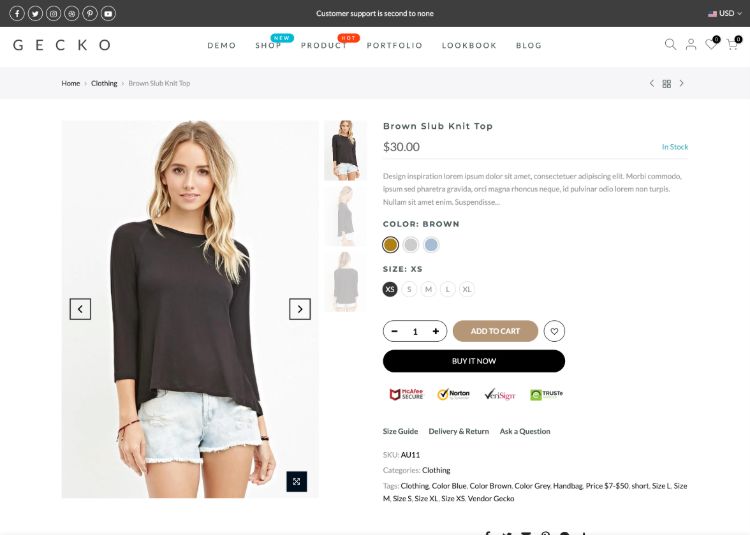 Customer support is second to none
USD
GECKO
DEMO
SHOP
NEW
PRODUCT
HOT
PORTFOLIO
LOOKBOOK
BLOG
0
0
Home › Clothing › Brown Slub Knit Top
Brown Slub Knit Top
$30.00
In Stock
Design inspiration lorem ipsum dolor sit amet, consectetuer adipiscing elit. Morbi commodo,
ipsum sed pharetra gravida, orci magna rhoncus neque, id pulvinar odio lorem non turpis.
Nullam sit amet enim. Suspendisse...
COLOR: BROWN
SIZE: XS
XS S M L XL
− 1 +
ADD TO CART
BUY IT NOW
McAfee
SECURE
Norton
VeriSign
TRUSTe
Size Guide
Delivery & Return
Ask a Question
SKU: AU11
Categories: Clothing
Tags: Clothing, Color Blue, Color Brown, Color Grey, Handbag, Price $7-$50, short, Size L, Size
M, Size S, Size XL, Size XS, Vendor Gecko